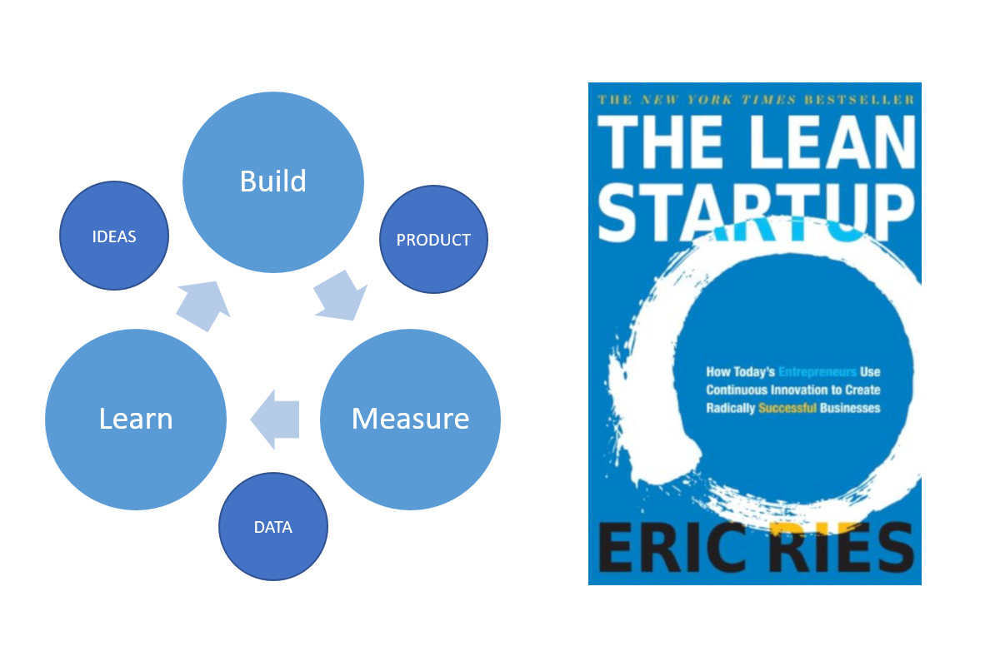 Build
IDEAS
PRODUCT
Learn
Measure
DATA
THE NEW YORK TIMES BESTSELLER
THE LEAN
STARTUP
How Today's Entrepreneurs Use
Continuous Innovation to Create
Radically Successful Businesses
ERIC RIES